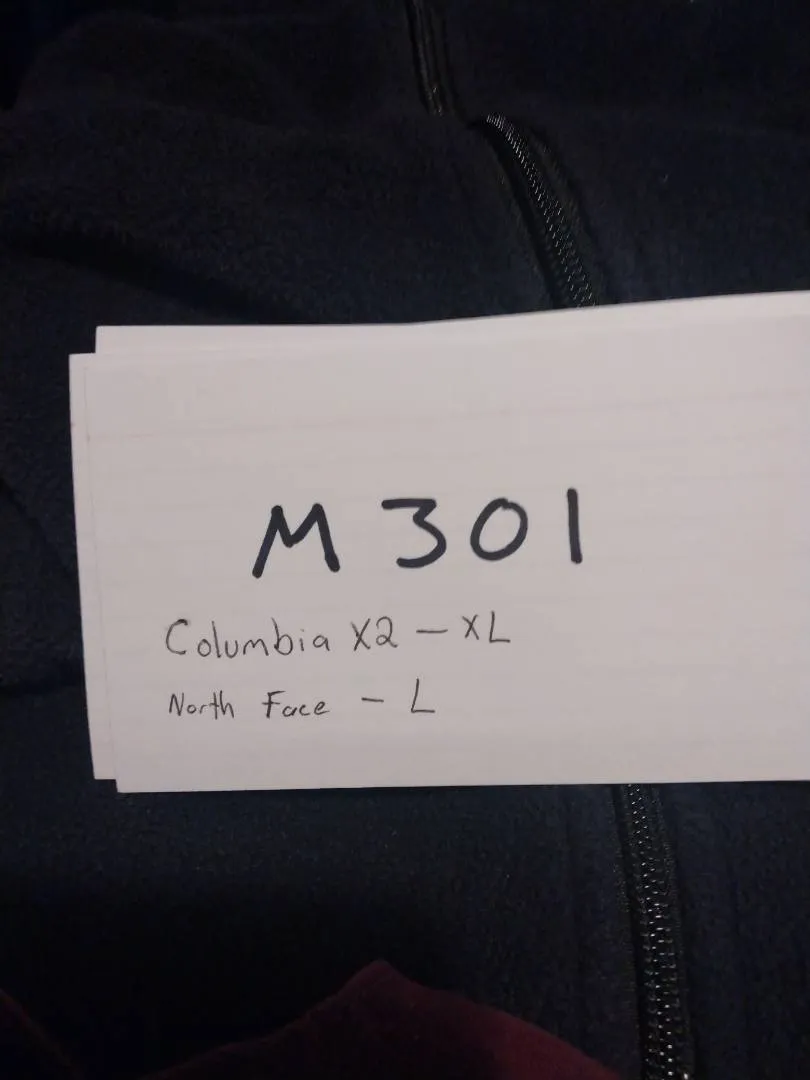 M301
Columbia X2 - XL
North Face - L